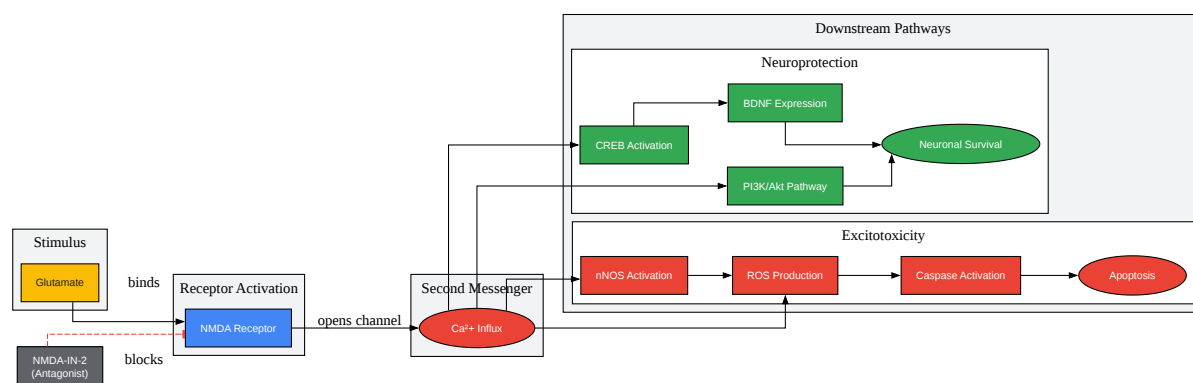 Downstream Pathways
Neuroprotection
BDNF Expression
CREB Activation
Neuronal Survival
PI3K/Akt Pathway
Excitotoxicity
nNOS Activation
ROS Production
Caspase Activation
Apoptosis
Stimulus
Glutamate
binds
Receptor Activation
NMDA Receptor
opens channel
Second Messenger
Ca²+ Influx
NMDA-IN-2
(Antagonist)
blocks